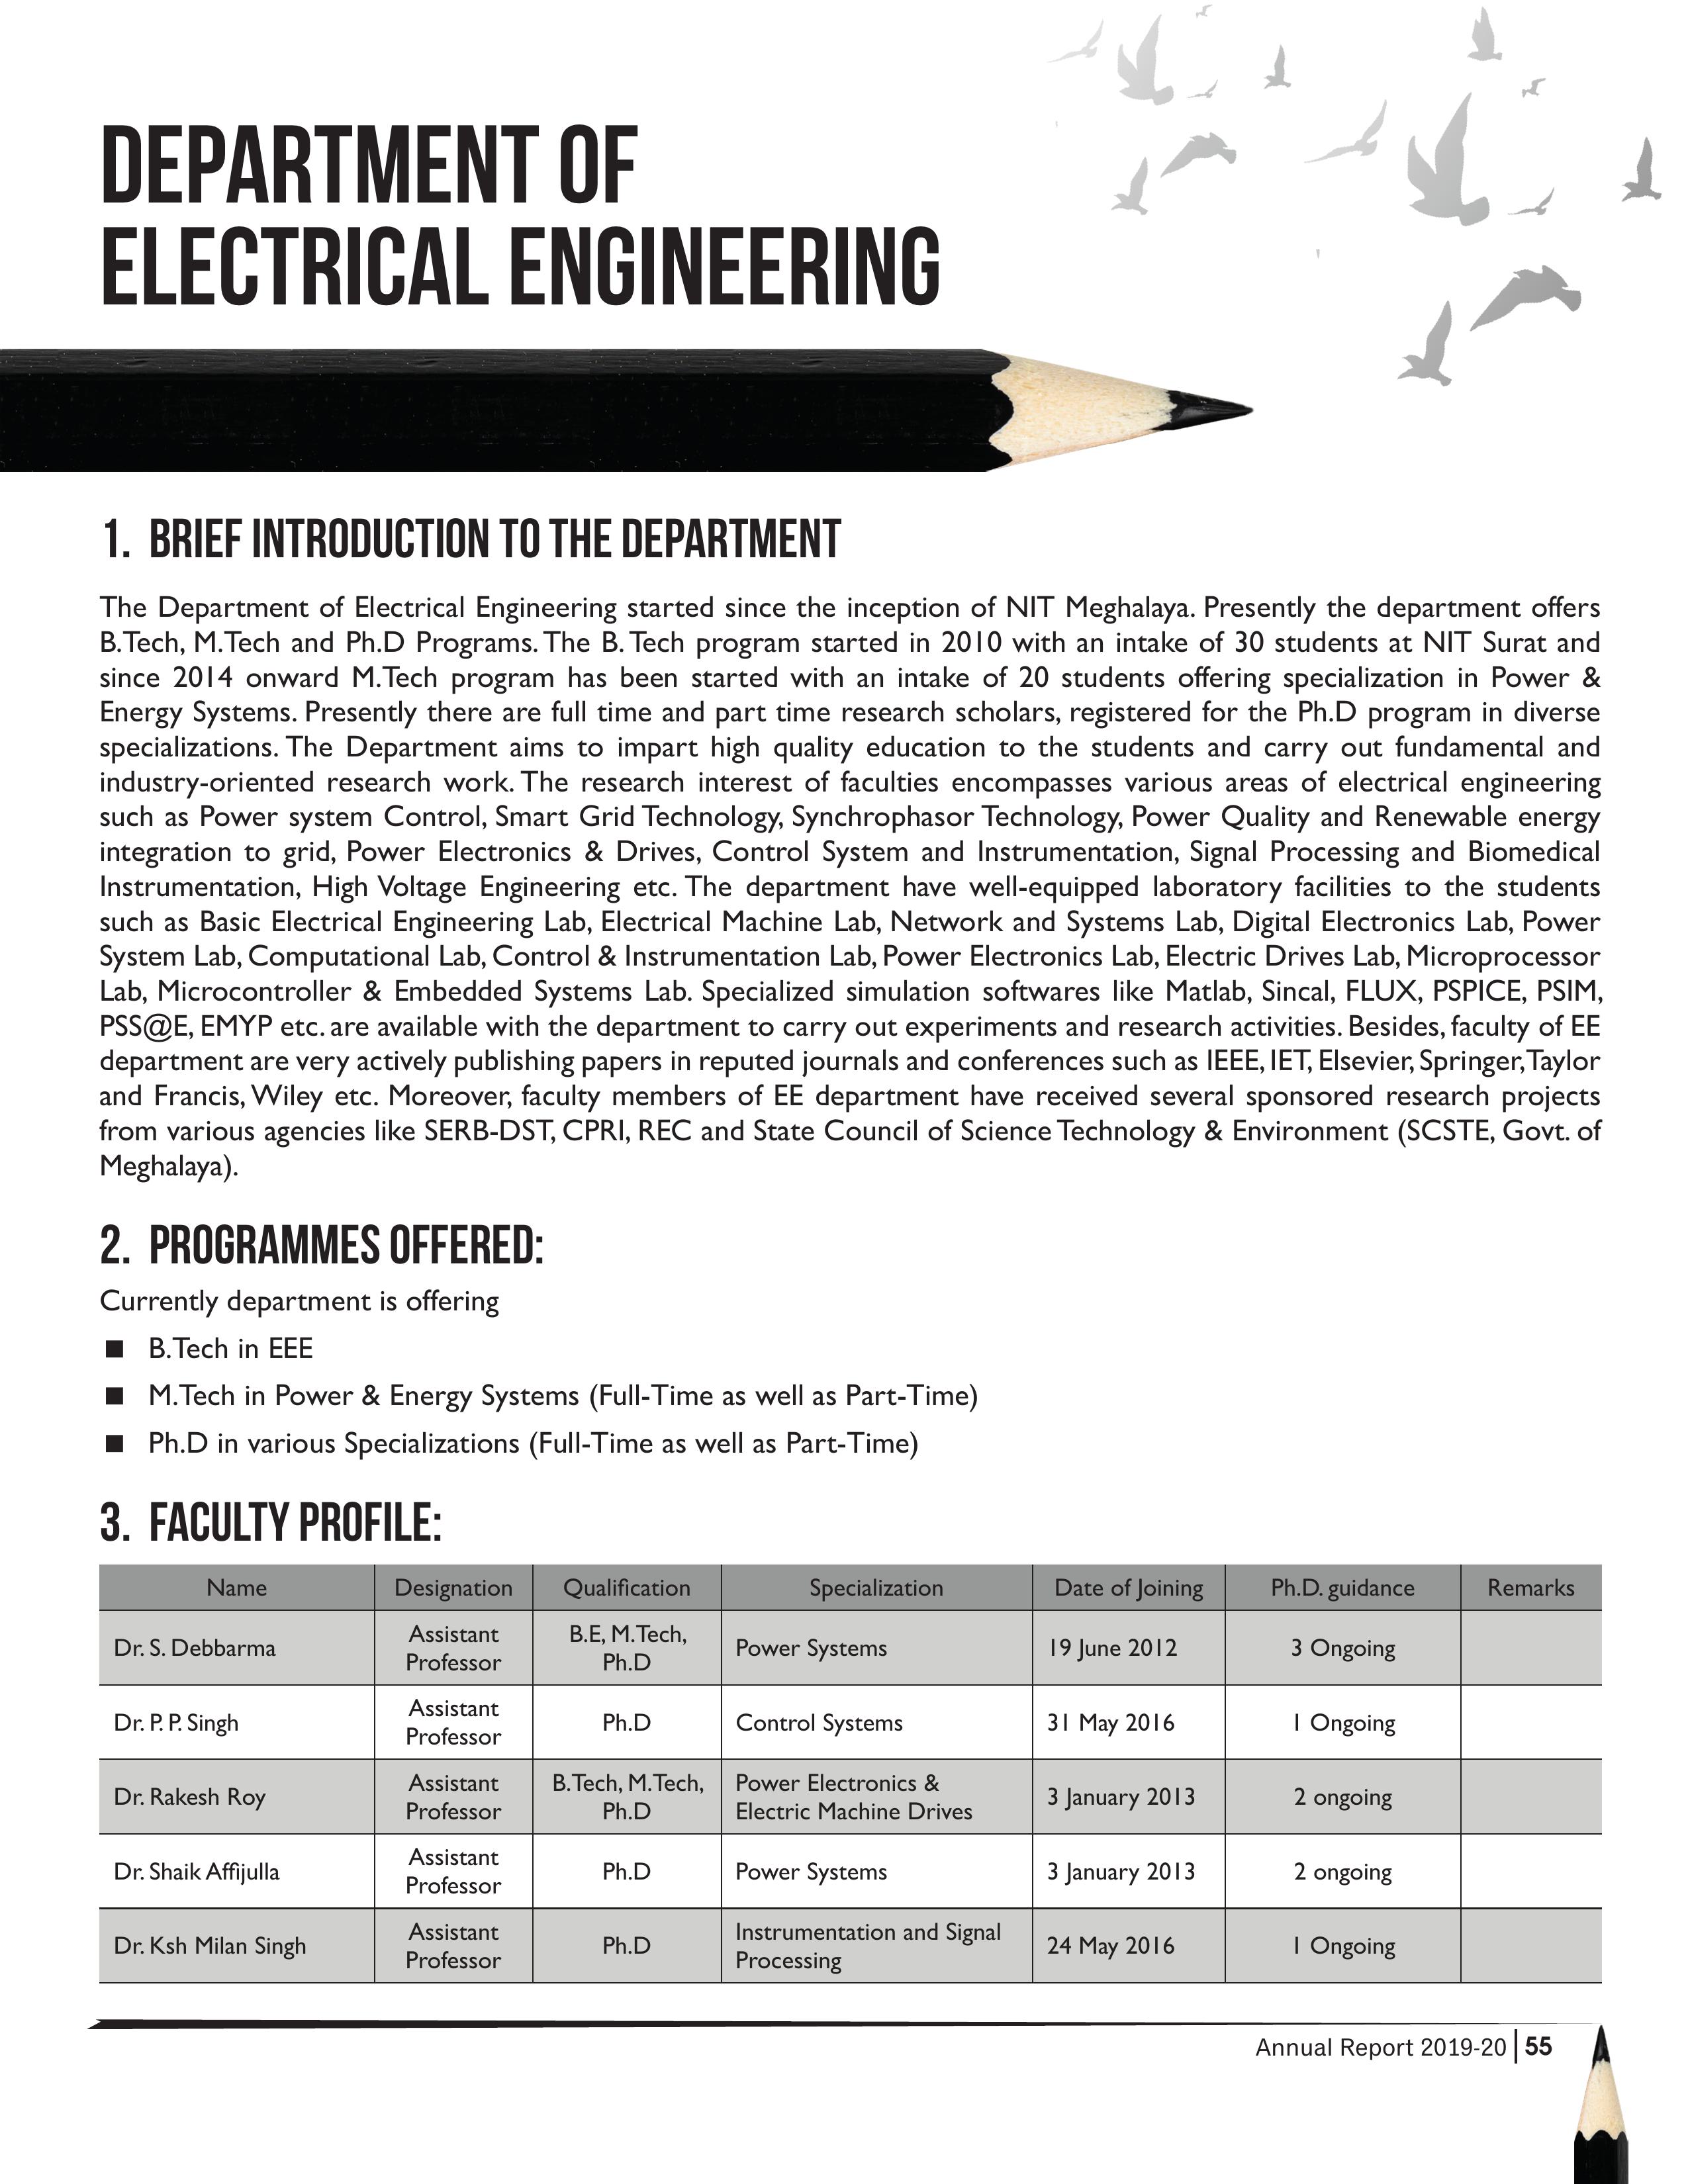 DEPARTMENT OF
ELECTRICAL ENGINEERING
1. BRIEF INTRODUCTION TO THE DEPARTMENT
The Department of Electrical Engineering started since the inception of NIT Meghalaya. Presently the department offers
B.Tech, M.Tech and Ph.D Programs. The B. Tech program started in 2010 with an intake of 30 students at NIT Surat and
since 2014 onward M.Tech program has been started with an intake of 20 students offering specialization in Power &
Energy Systems. Presently there are full time and part time research scholars, registered for the Ph.D program in diverse
specializations. The Department aims to impart high quality education to the students and carry out fundamental and
industry-oriented research work. The research interest of faculties encompasses various areas of electrical engineering
such as Power system Control, Smart Grid Technology, Synchrophasor Technology, Power Quality and Renewable energy
integration to grid, Power Electronics & Drives, Control System and Instrumentation, Signal Processing and Biomedical
Instrumentation, High Voltage Engineering etc. The department have well-equipped laboratory facilities to the students
such as Basic Electrical Engineering Lab, Electrical Machine Lab, Network and Systems Lab, Digital Electronics Lab, Power
System Lab, Computational Lab, Control & Instrumentation Lab, Power Electronics Lab, Electric Drives Lab, Microprocessor
Lab, Microcontroller & Embedded Systems Lab. Specialized simulation softwares like Matlab, Sincal, FLUX, PSPICE, PSIM,
PSS@E, EMYP etc. are available with the department to carry out experiments and research activities. Besides, faculty of EE
department are very actively publishing papers in reputed journals and conferences such as IEEE, IET, Elsevier, Springer, Taylor
and Francis, Wiley etc. Moreover, faculty members of EE department have received several sponsored research projects
from various agencies like SERB-DST, CPRI, REC and State Council of Science Technology & Environment (SCSTE, Govt. of
Meghalaya).
2. PROGRAMMES OFFERED:
Currently department is offering
■ B.Tech in EEE
■ M.Tech in Power & Energy Systems (Full-Time as well as Part-Time)
■ Ph.D in various Specializations (Full-Time as well as Part-Time)
3. FACULTY PROFILE:
Name Designation Qualification Specialization Date of Joining Ph.D. guidance Remarks
Dr. S. Debbarma Assistant Professor B.E, M.Tech, Ph.D Power Systems 19 June 2012 3 Ongoing
Dr. P. P. Singh Assistant Professor Ph.D Control Systems 31 May 2016 1 Ongoing
Dr. Rakesh Roy Assistant Professor B.Tech, M.Tech, Ph.D Power Electronics & Electric Machine Drives 3 January 2013 2 ongoing
Dr. Shaik Affijulla Assistant Professor Ph.D Power Systems 3 January 2013 2 ongoing
Dr. Ksh Milan Singh Assistant Professor Ph.D Instrumentation and Signal Processing 24 May 2016 1 Ongoing
Annual Report 2019-20 | 55